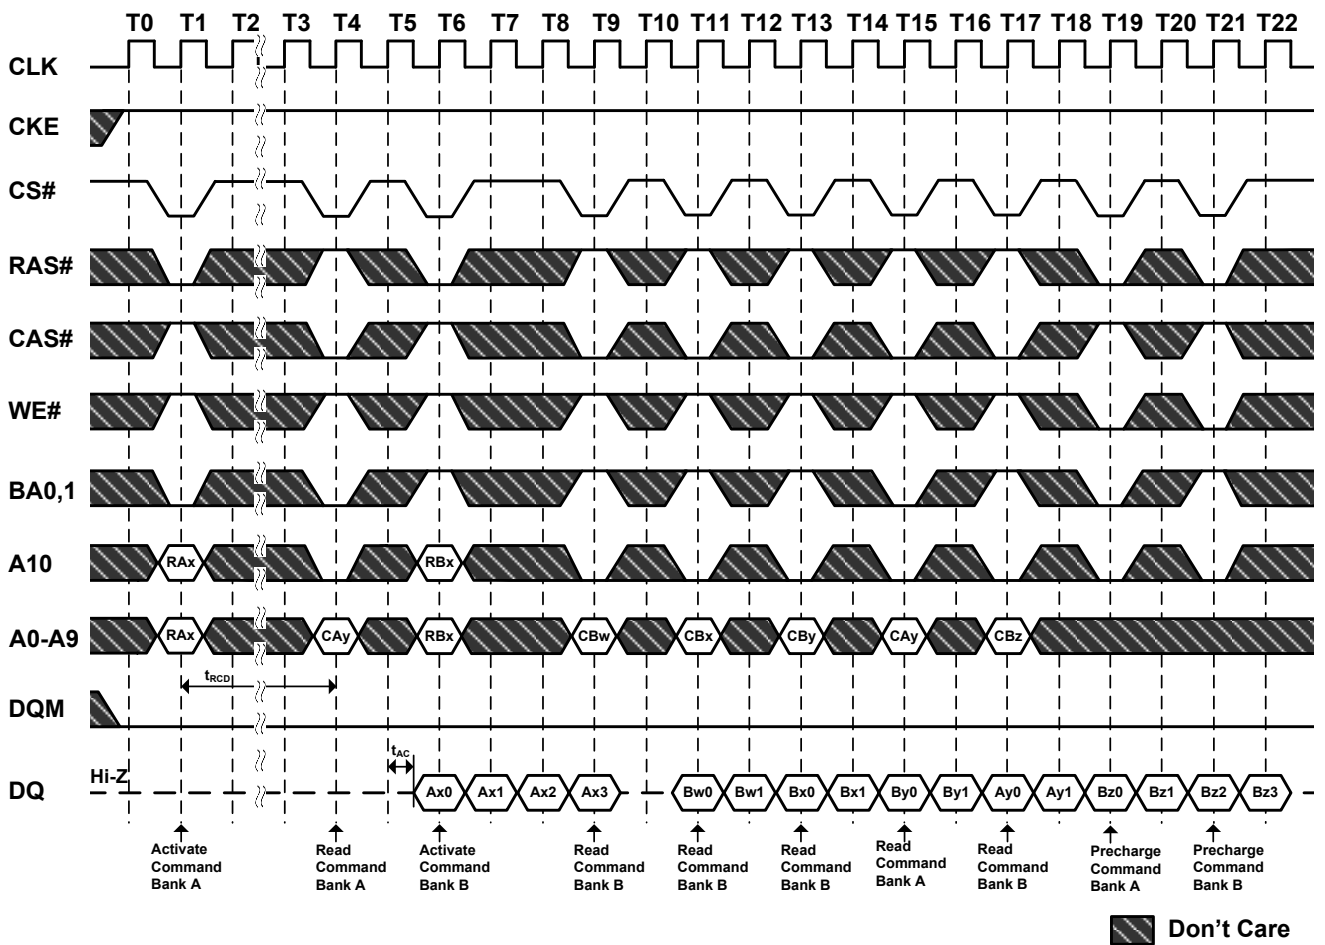 T0 T1 T2 T3 T4 T5 T6 T7 T8 T9 T10 T11 T12 T13 T14 T15 T16 T17 T18 T19 T20 T21 T22
CLK
CKE
CS#
RAS#
CAS#
WE#
BA0,1
A10 RAx RBx
A0-A9 RAx CAy RBx CBw CBx CBy CAy CBz
tRCD
DQM
tAC
DQ Hi-Z Ax0 Ax1 Ax2 Ax3 Bw0 Bw1 Bx0 Bx1 By0 By1 Ay0 Ay1 Bz0 Bz1 Bz2 Bz3
Activate
Command
Bank A
Read
Command
Bank A
Activate
Command
Bank B
Read
Command
Bank B
Read
Command
Bank B
Read
Command
Bank B
Read
Command
Bank A
Read
Command
Bank B
Precharge
Command
Bank A
Precharge
Command
Bank B
Don't Care